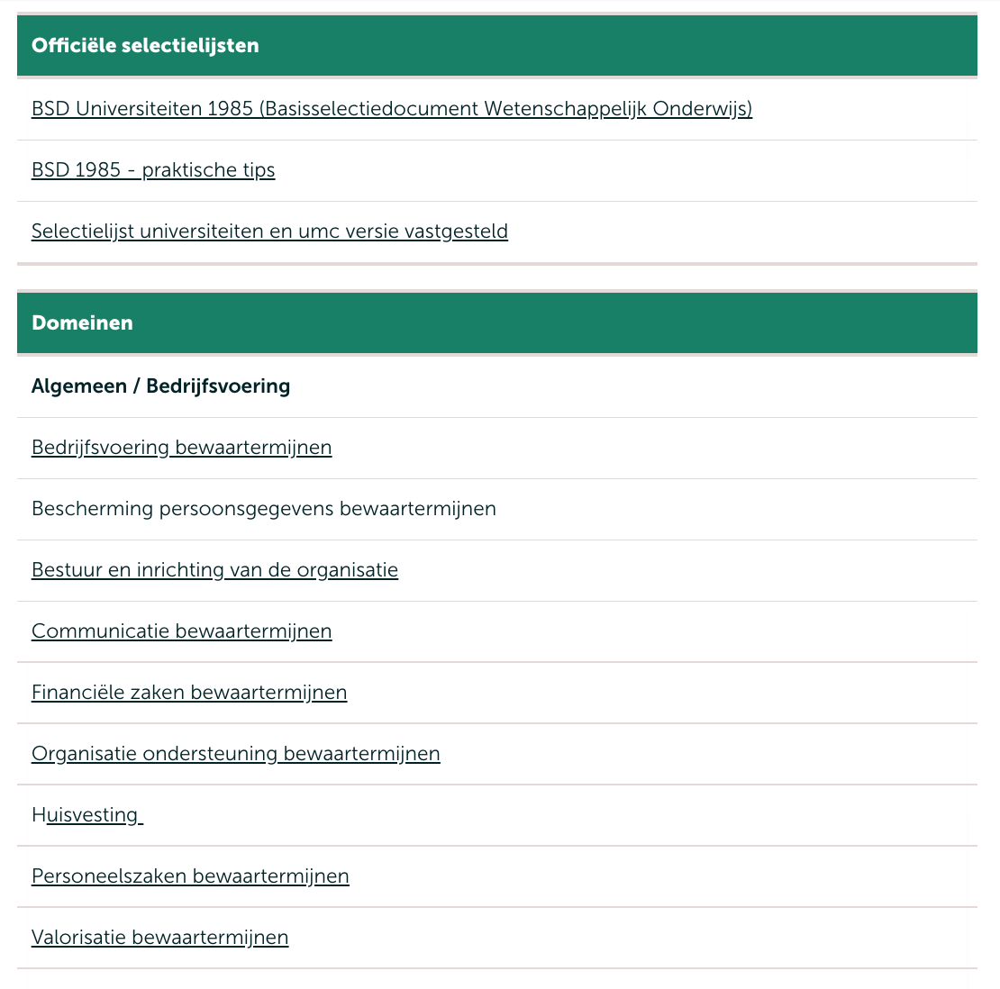 Officiële selectielijsten
BSD Universiteiten 1985 (Basisselectiedocument Wetenschappelijk Onderwijs)
BSD 1985 - praktische tips
Selectielijst universiteiten en umc versie vastgesteld
Domeinen
Algemeen / Bedrijfsvoering
Bedrijfsvoering bewaartermijnen
Bescherming persoonsgegevens bewaartermijnen
Bestuur en inrichting van de organisatie
Communicatie bewaartermijnen
Financiële zaken bewaartermijnen
Organisatie ondersteuning bewaartermijnen
Huisvesting
Personeelszaken bewaartermijnen
Valorisatie bewaartermijnen